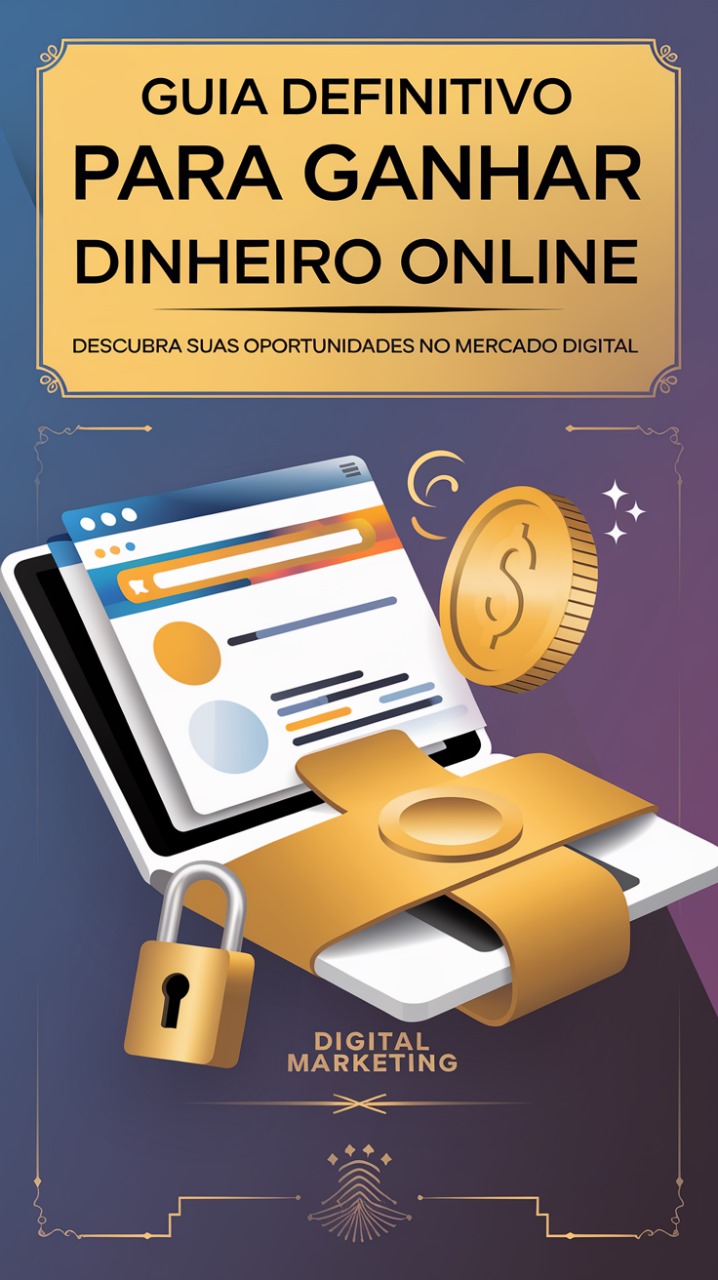 GUIA DEFINITIVO
PARA GANHAR
DINHEIRO ONLINE
DESCUBRA SUAS OPORTUNIDADES NO MERCADO DIGITAL
$
DIGITAL
MARKETING